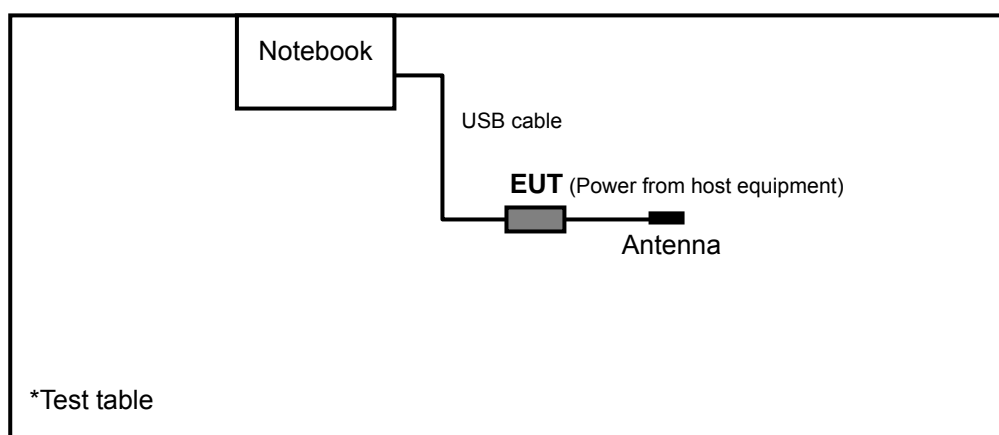 Notebook
USB cable
EUT (Power from host equipment)
Antenna
*Test table